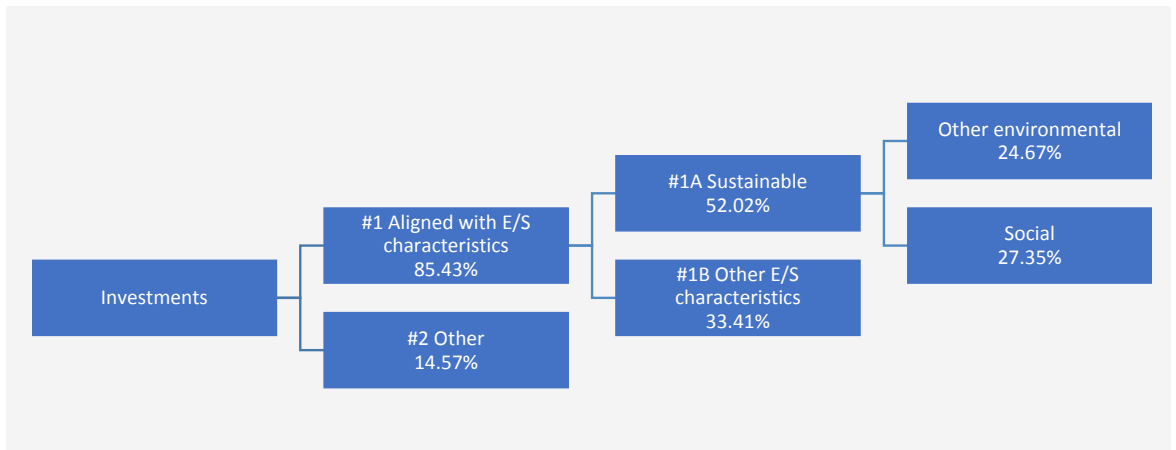 Investments
#1 Aligned with E/S
characteristics
85.43%
#2 Other
14.57%
#1A Sustainable
52.02%
#1B Other E/S
characteristics
33.41%
Other environmental
24.67%
Social
27.35%